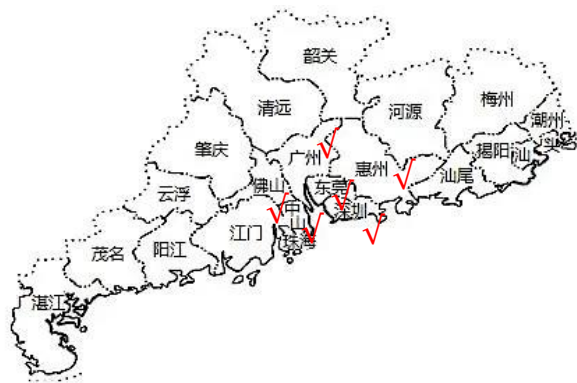 韶关
清远
河源
梅州
潮州
肇庆
广州
惠州
揭阳
汕
云浮
佛山
东莞
汕尾
中
山
深圳
江门
珠海
茂名
阳江
湛江